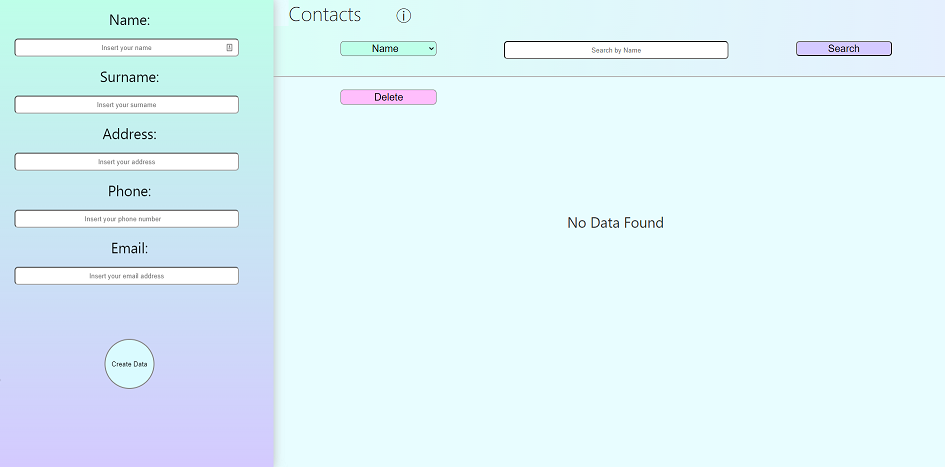 Name:
Insert your name
Surname:
Insert your surname
Address:
Insert your address
Phone:
Insert your phone number
Email:
Insert your email address
Create Data
Contacts
Name
Search by Name
Search
Delete
No Data Found